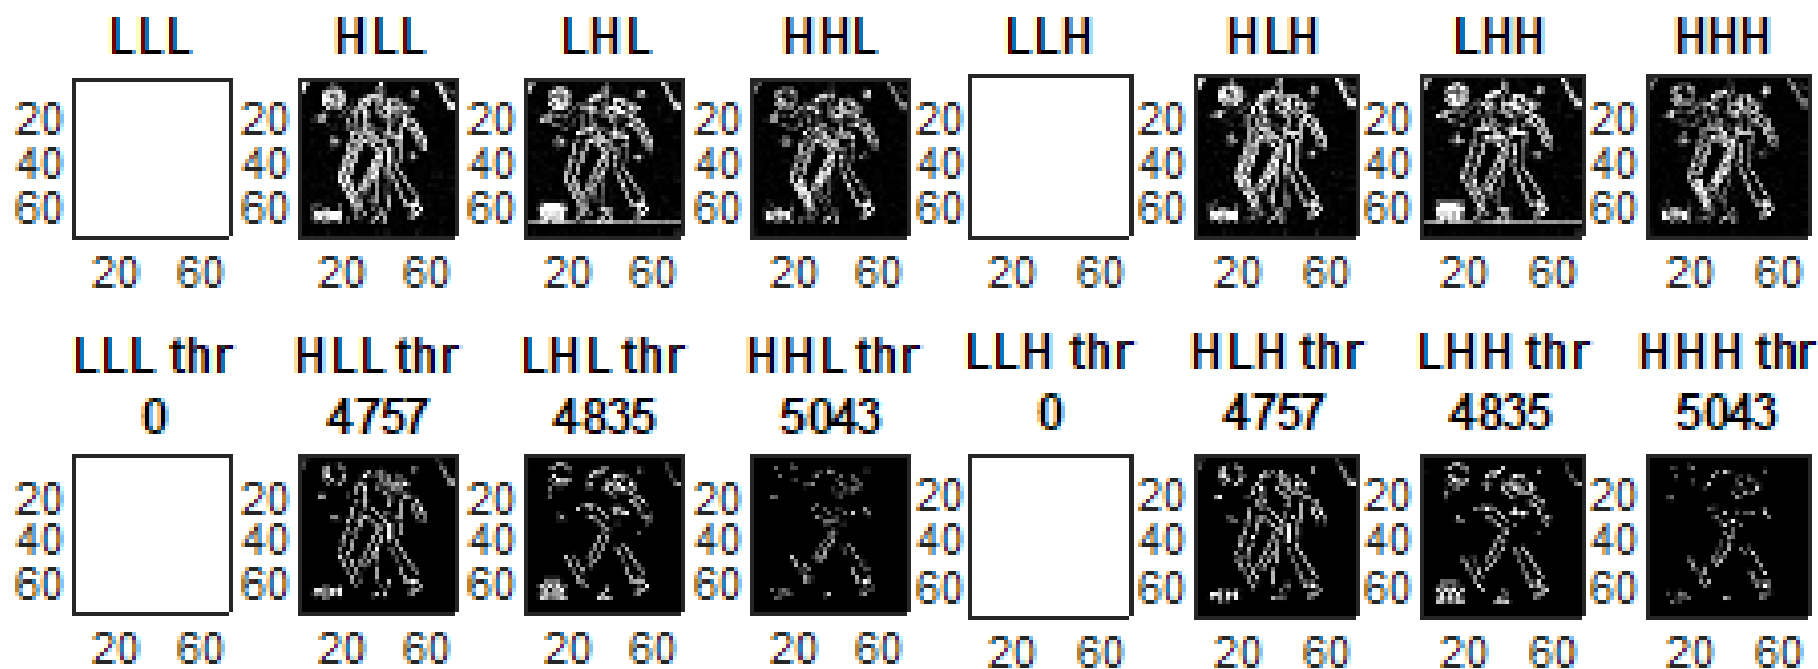 LLL HLL LHL HHL LLH HLH LHH HHH
20 20 20 20 20 20 20 20
40 40 40 40 40 40 40 40
60 60 60 60 60 60 60 60
20 60 20 60 20 60 20 60 20 60 20 60 20 60 20 60
LLL thr HLL thr LHL thr HHL thr LLH thr HLH thr LHH thr HHH thr
0 4757 4835 5043 0 4757 4835 5043
20 20 20 20 20 20 20 20
40 40 40 40 40 40 40 40
60 60 60 60 60 60 60 60
20 60 20 60 20 60 20 60 20 60 20 60 20 60 20 60